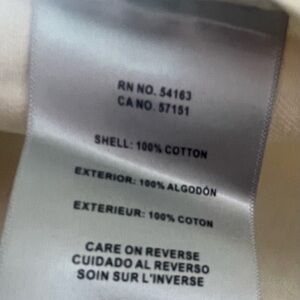 RN NO. 54163
CA NO. 57151
SHELL: 100% COTTON
EXTERIOR: 100% ALGODÓN
EXTERIEUR: 100% COTON
CARE ON REVERSE
CUIDADO AL REVERSO
SOIN SUR L'INVERSE